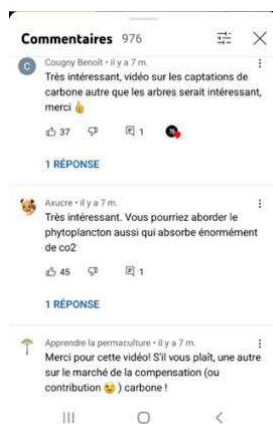 Commentaires 976
Cougny Benoît • il y a 7 m.
Très intéressant, vidéo sur les captations de
carbone autre que les arbres serait intéressant,
merci 👍
37 1
1 RÉPONSE
Axucre • il y a 7 m.
Très intéressant. Vous pourriez aborder le
phytoplancton aussi qui absorbe énormément
de co2
45 1
1 RÉPONSE
Apprendre la permaculture • il y a 7 m.
Merci pour cette vidéo! S'il vous plaît, une autre
sur le marché de la compensation (ou
contribution 😉 ) carbone !